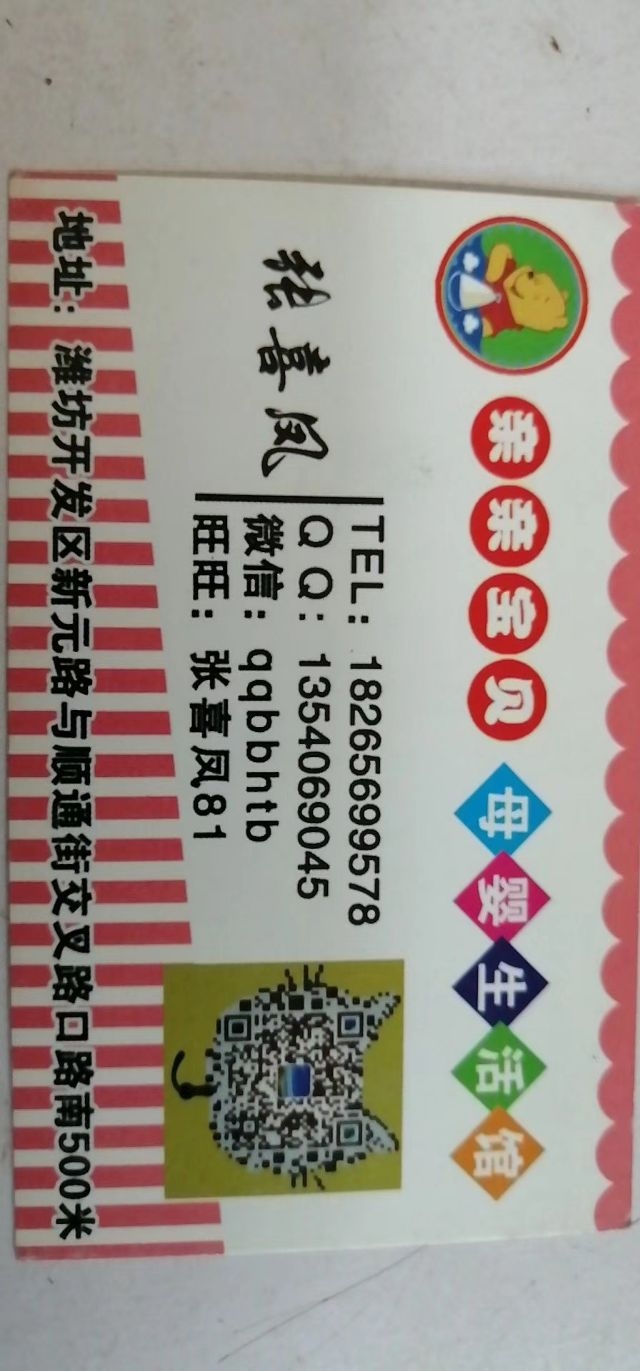 亲亲宝贝母婴生活馆
张喜凤
TEL：18265699578
QQ：1354069045
微信：qqbbhtb
旺旺：张喜凤81
地址：潍坊开发区新元路与顺通街交叉路口路南500米